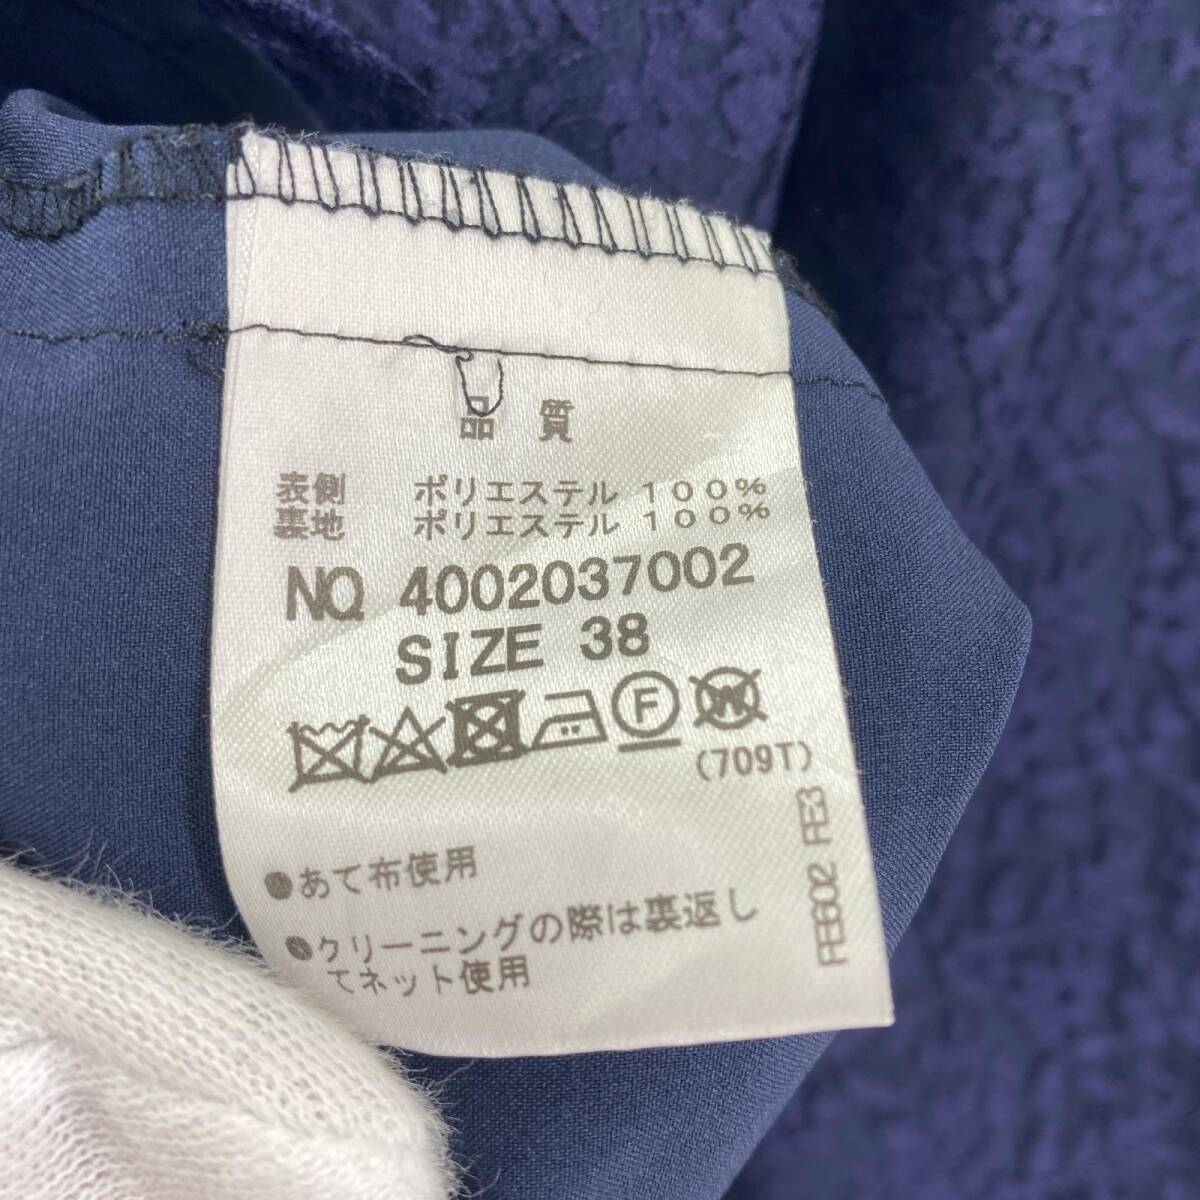 品質
表側 ポリエステル 100%
裏地 ポリエステル 100%
NO 4002037002
SIZE 38
F W
(709T)
●あて布使用
●クリーニングの際は裏返し
てネット使用
FE602 FE3